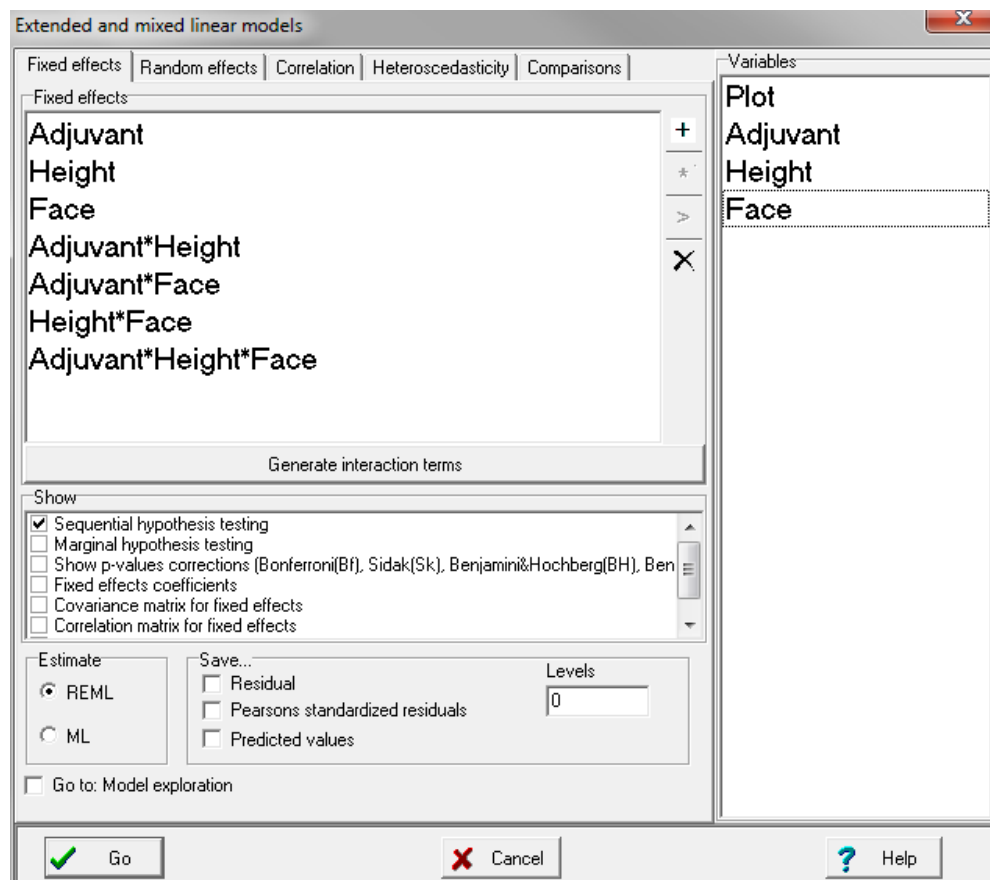 Extended and mixed linear models
Fixed effects Random effects Correlation Heteroscedasticity Comparisons
Fixed effects
Adjuvant
Height
Face
Adjuvant*Height
Adjuvant*Face
Height*Face
Adjuvant*Height*Face
Generate interaction terms
Show
Sequential hypothesis testing
Marginal hypothesis testing
Show p-values corrections (Bonferroni(Bf), Sidak(Sk), Benjamini&Hochberg(BH), Ben
Fixed effects coefficients
Covariance matrix for fixed effects
Correlation matrix for fixed effects
Estimate
REML
ML
Save...
Residual
Pearsons standardized residuals
Predicted values
Levels
0
Go to: Model exploration
Variables
Plot
Adjuvant
Height
Face
Go
Cancel
Help